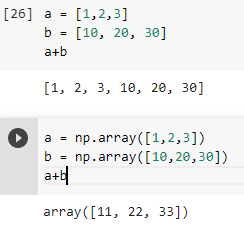 [26] a = [1,2,3]
b = [10, 20, 30]
a+b
[1, 2, 3, 10, 20, 30]
a = np.array([1,2,3])
b = np.array([10,20,30])
a+b
array([11, 22, 33])